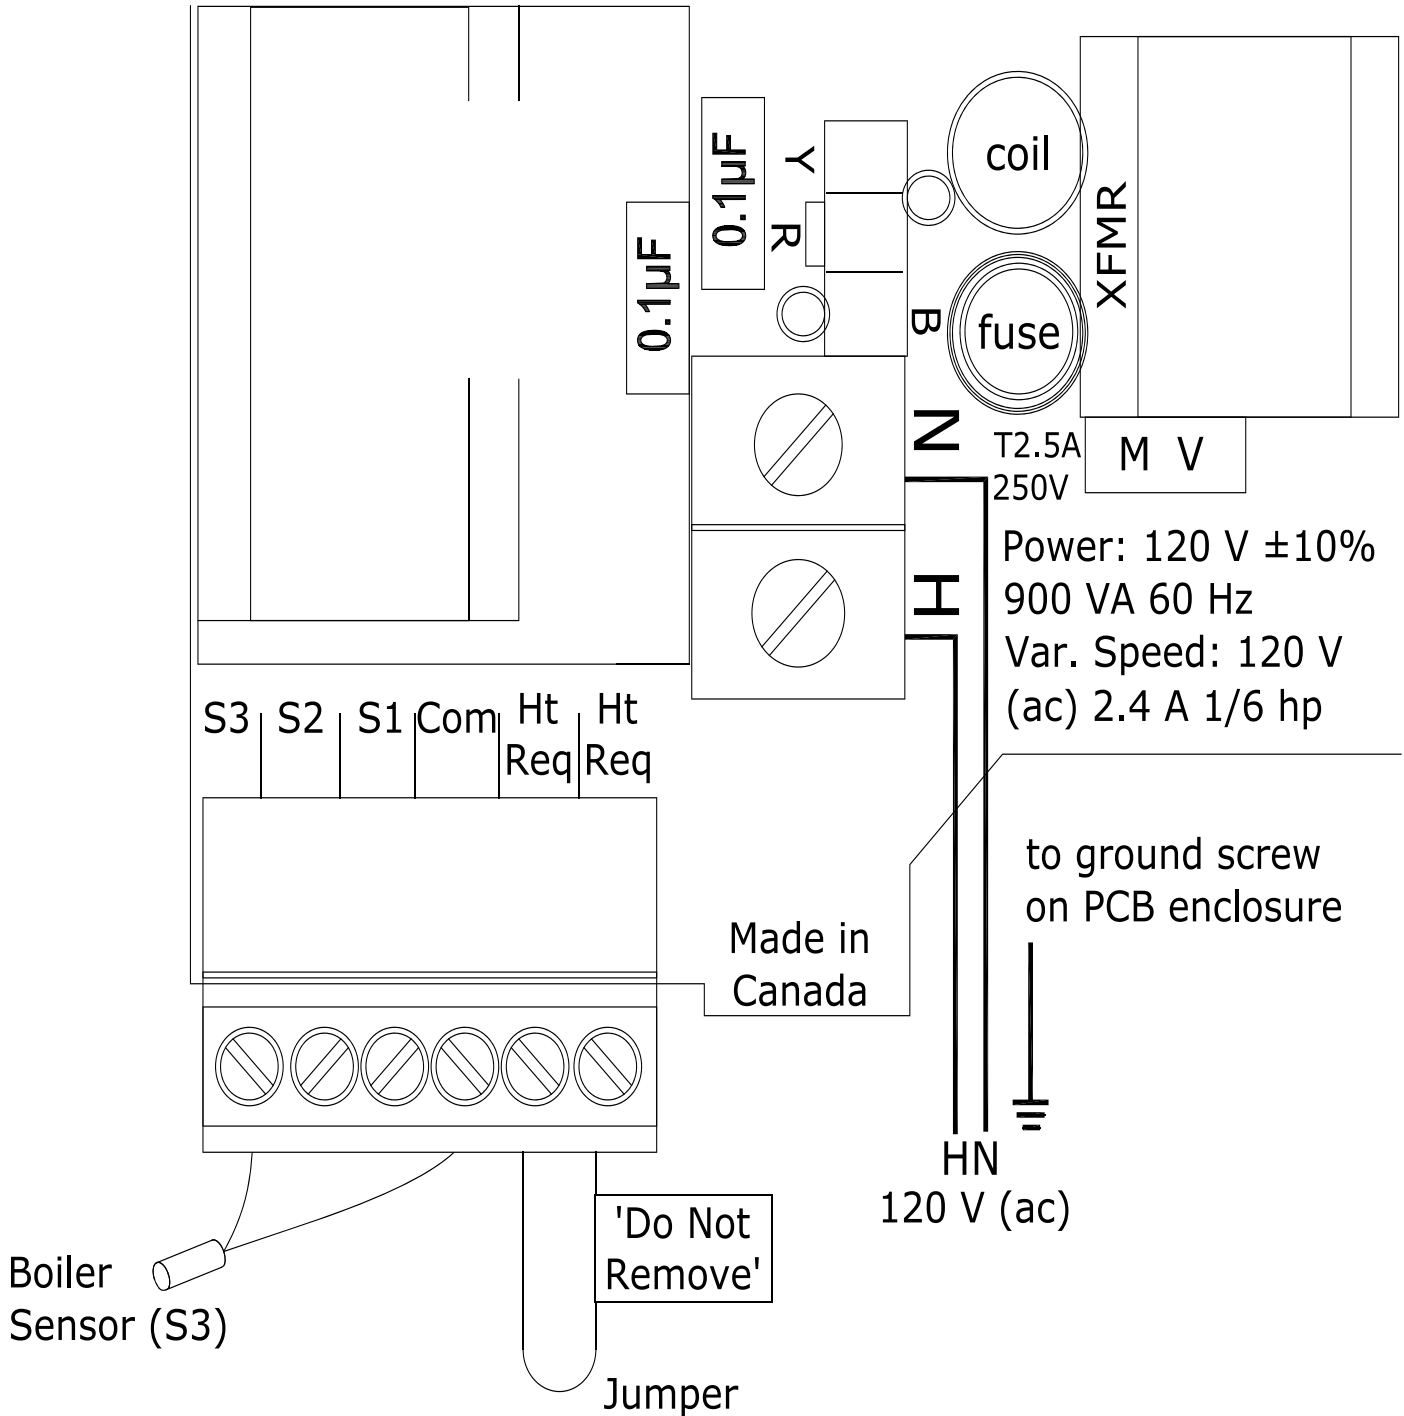 0.1µF
0.1µF
Y
R
B
coil
fuse
XFMR
N
T2.5A
250V
M V
H
Power: 120 V ±10%
900 VA 60 Hz
Var. Speed: 120 V
(ac) 2.4 A 1/6 hp
S3
S2
S1
Com
Ht
Req
Ht
Req
to ground screw
on PCB enclosure
Made in
Canada
HN
120 V (ac)
'Do Not
Remove'
Boiler
Sensor (S3)
Jumper